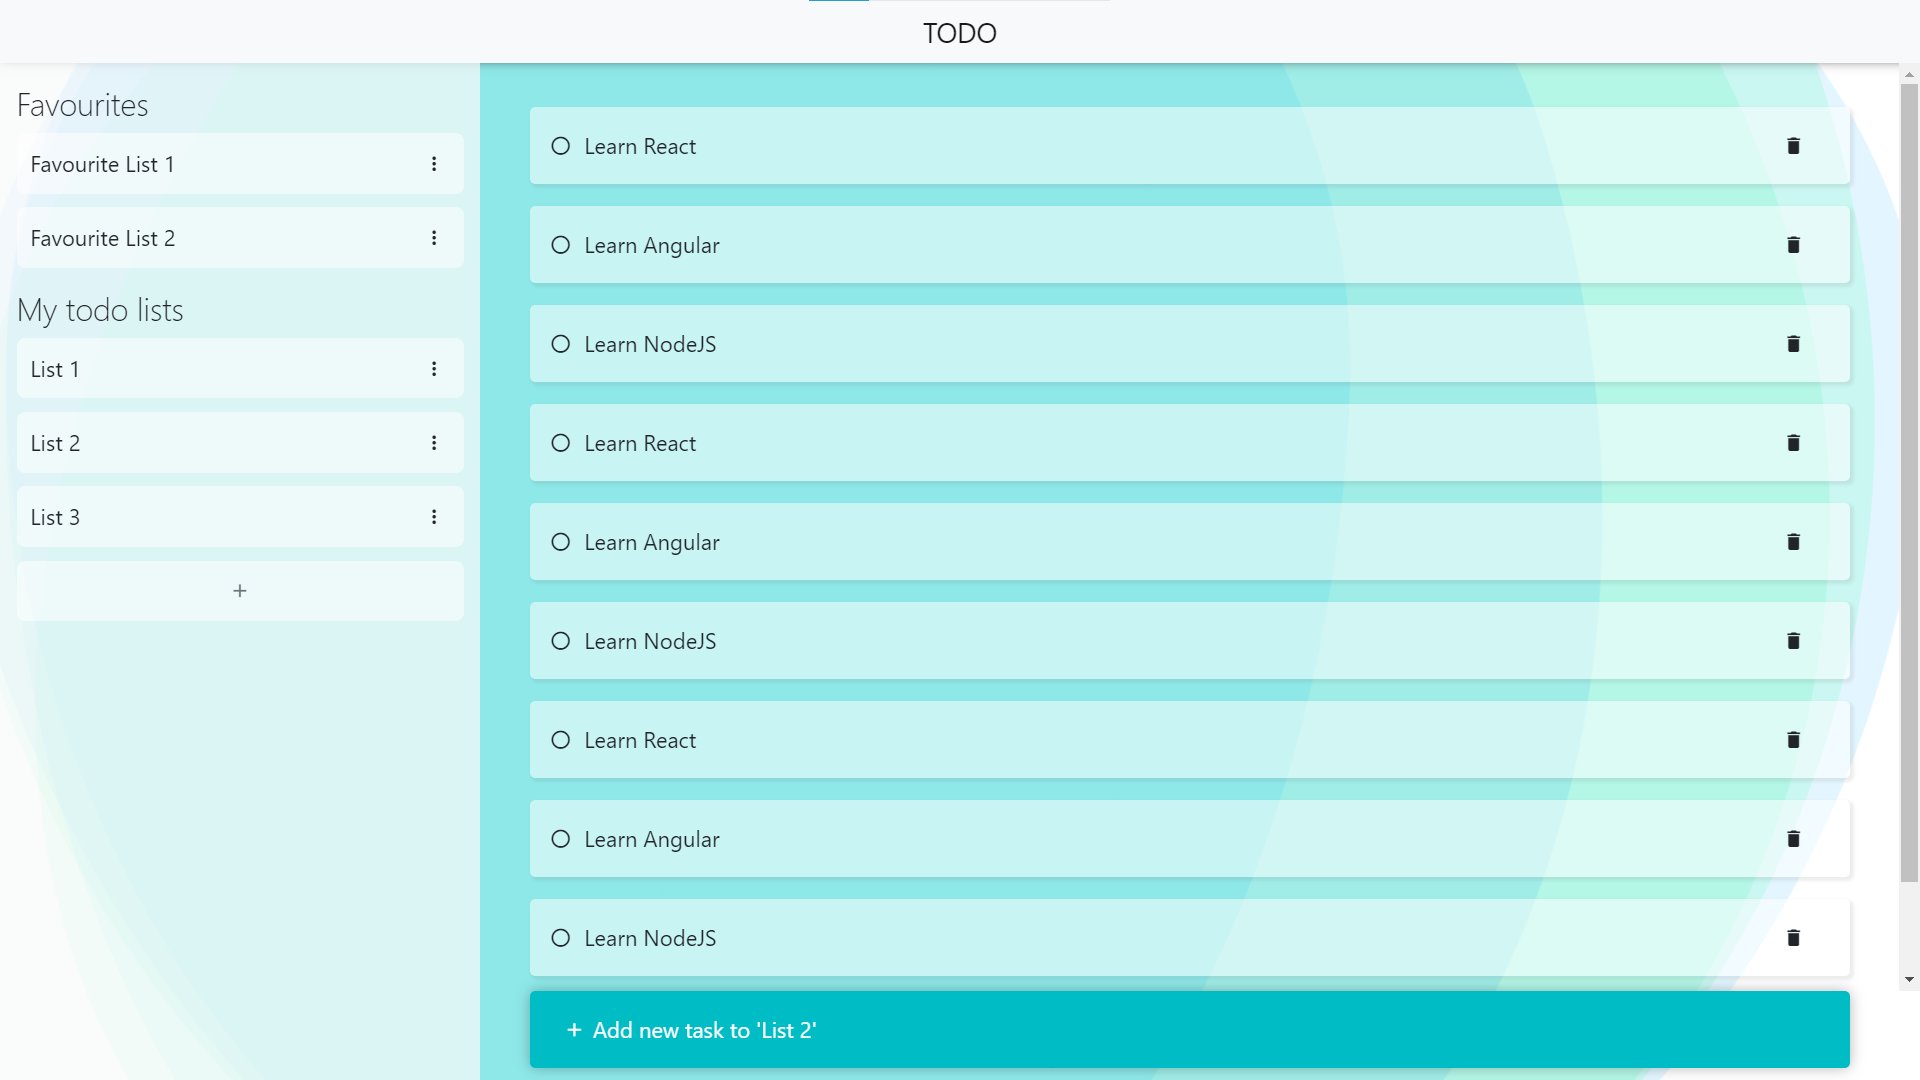 TODO
Favourites
Favourite List 1
Favourite List 2
My todo lists
List 1
List 2
List 3
+
Learn React
Learn Angular
Learn NodeJS
Learn React
Learn Angular
Learn NodeJS
Learn React
Learn Angular
Learn NodeJS
+ Add new task to 'List 2'